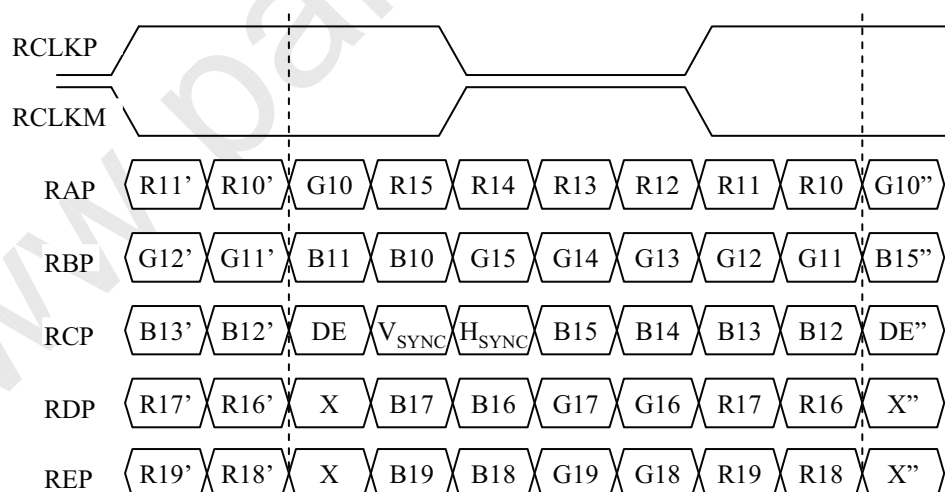 www.pa
RCLKP
RCLKM
RAP R11’ R10’ G10 R15 R14 R13 R12 R11 R10 G10”
RBP G12’ G11’ B11 B10 G15 G14 G13 G12 G11 B15”
RCP B13’ B12’ DE VSYNC HSYNC B15 B14 B13 B12 DE”
RDP R17’ R16’ X B17 B16 G17 G16 R17 R16 X”
REP R19’ R18’ X B19 B18 G19 G18 R19 R18 X”